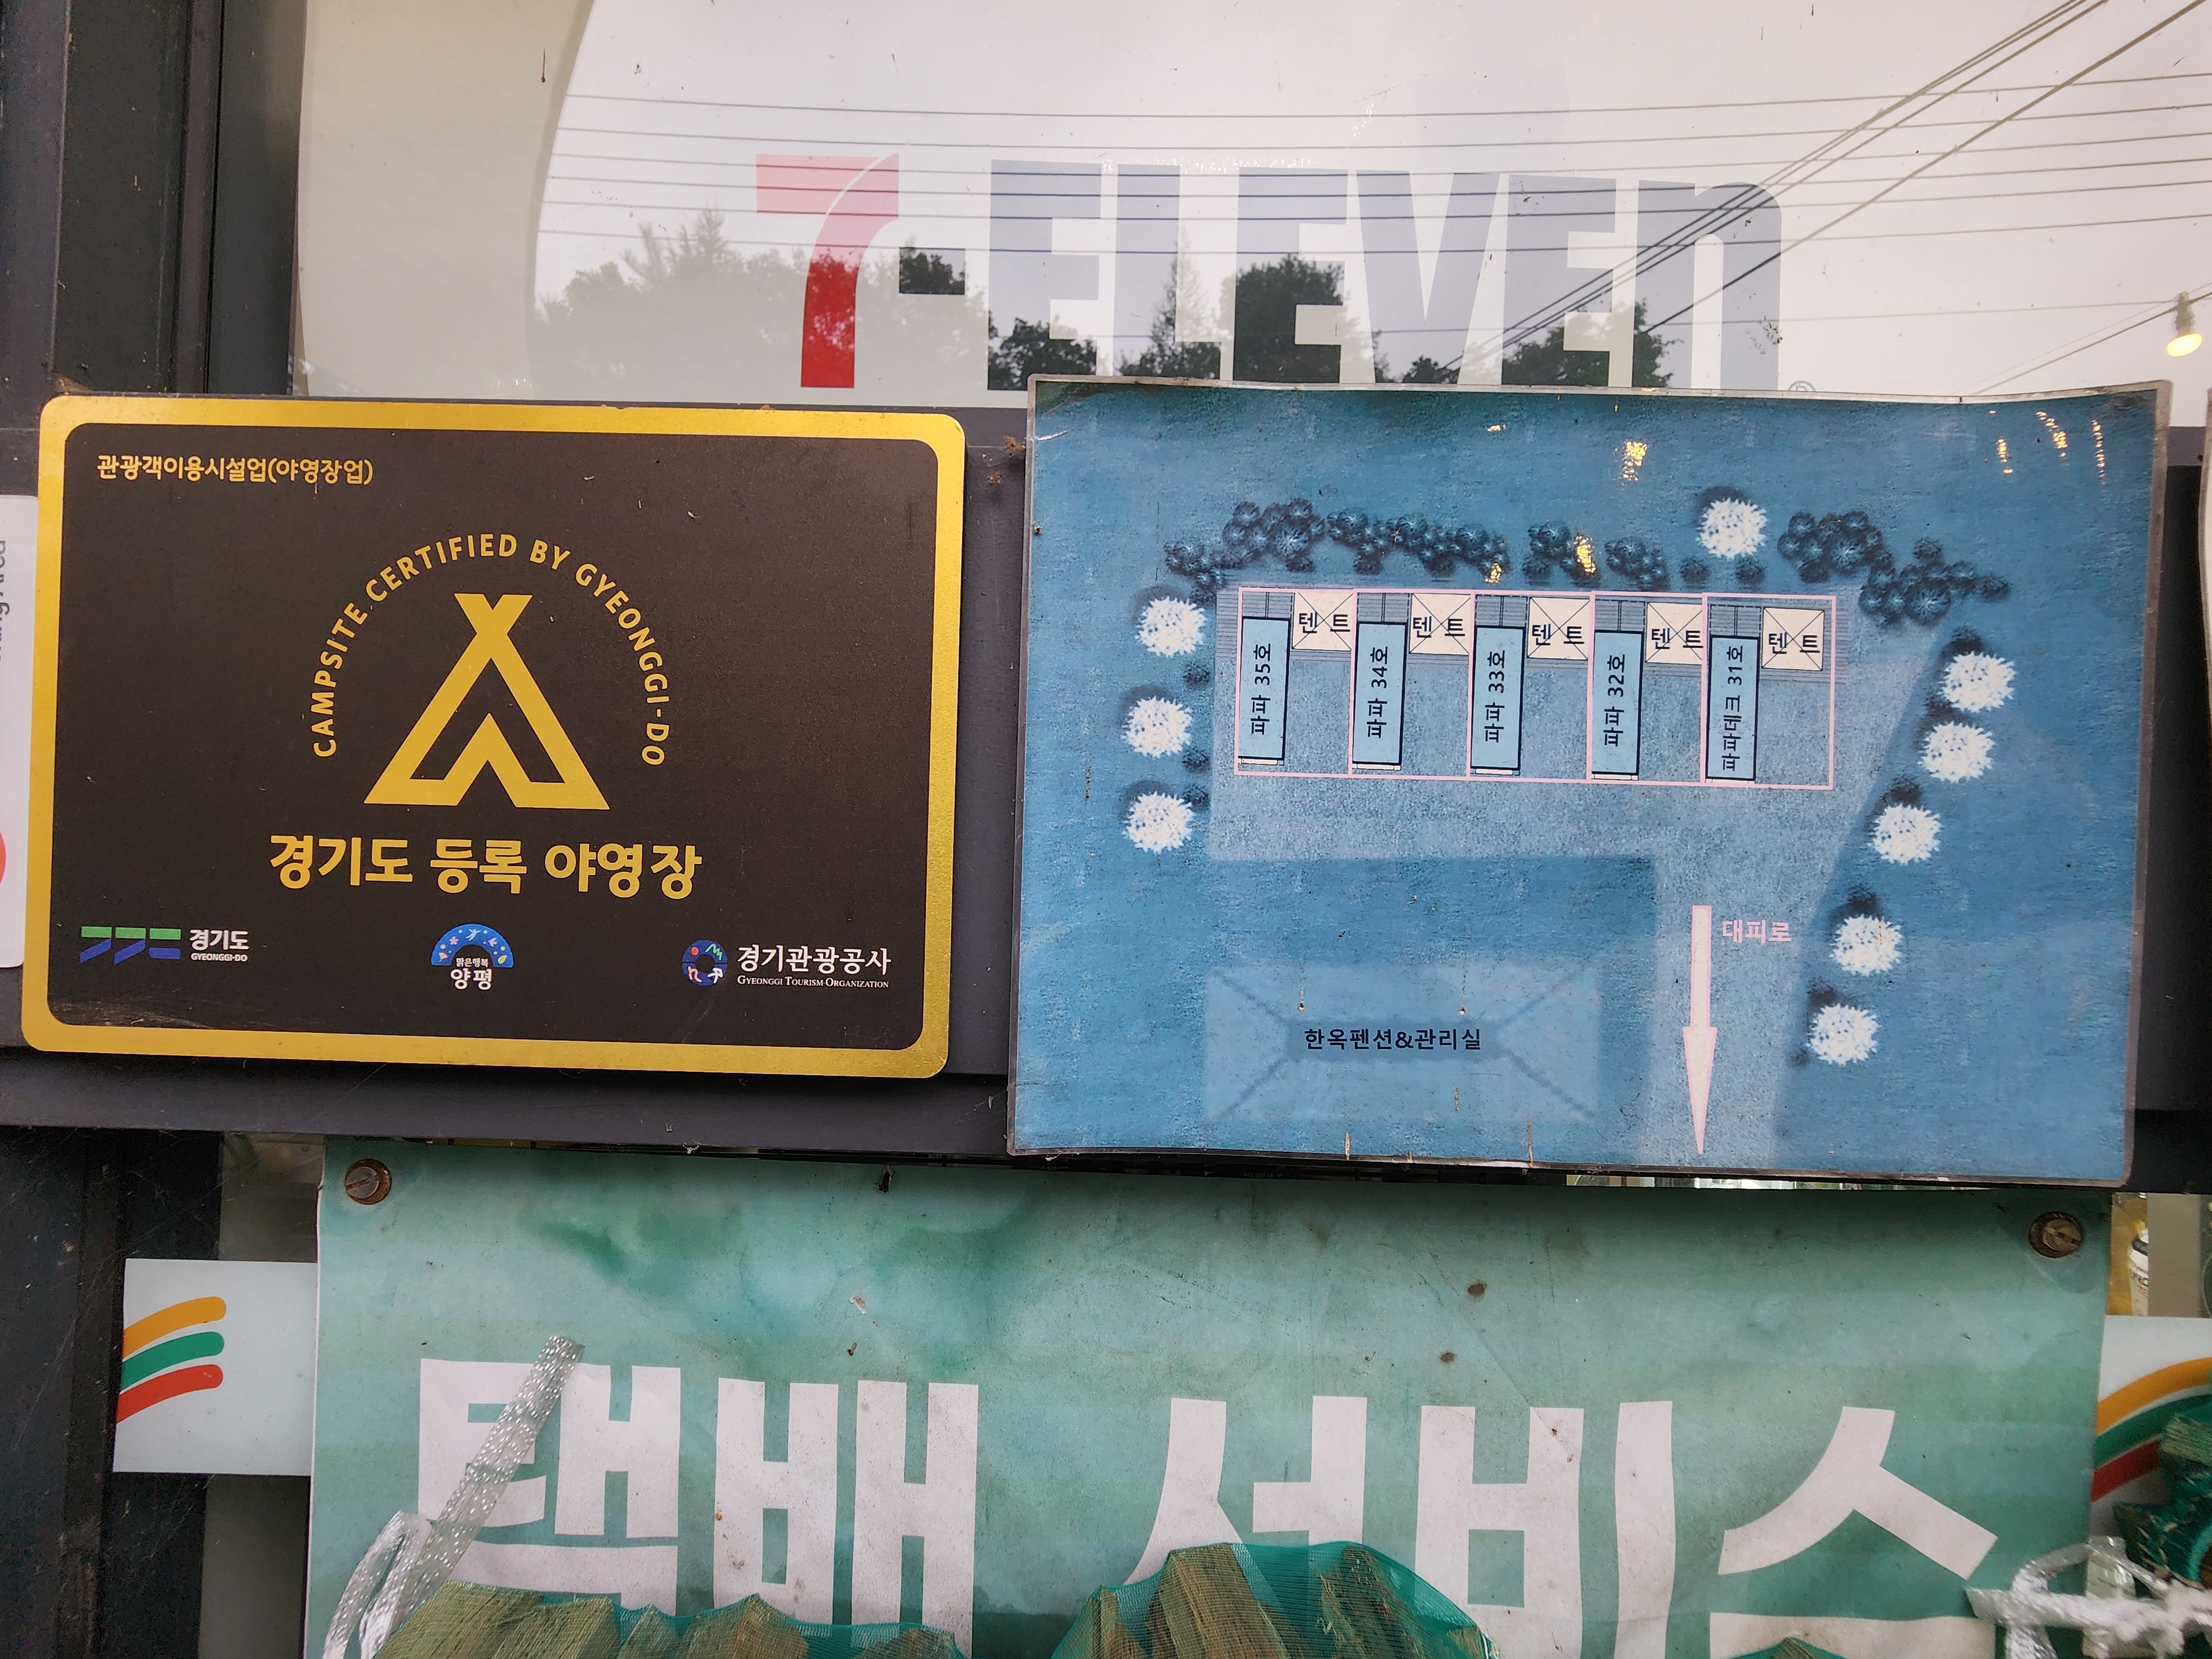 7-ELEVEN®
관광객이용시설업(야영장업)
CAMPSITE CERTIFIED BY GYEONGGI-DO
경기도 등록 야영장
경기도
GYEONGGI-DO
맑은행복
양평
경기관광공사
GYEONGGI TOURISM ORGANIZATION
텐트
텐트
텐트
텐트
텐트
파파 35호
파파 34호
파파 33호
파파 32호
파파데크 31호
대피로
한옥펜션&관리실
택배 서비스